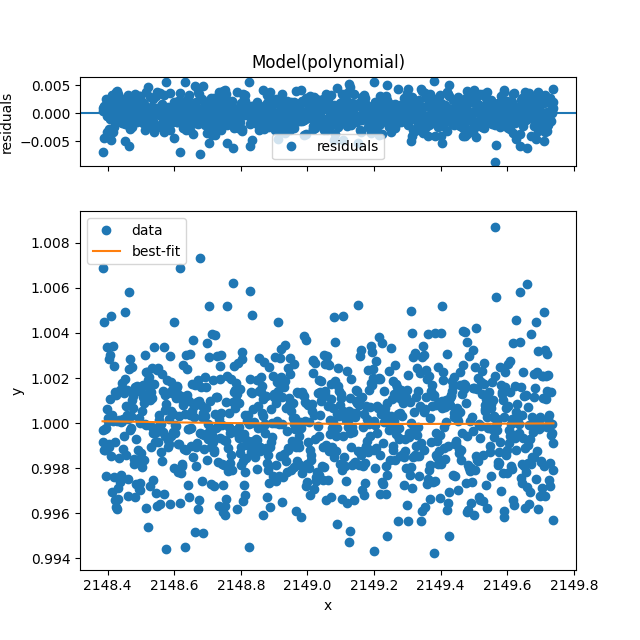 Model(polynomial)
residuals
0.005
0.000
−0.005
residuals
y
1.008
1.006
1.004
1.002
1.000
0.998
0.996
0.994
data
best-fit
2148.4 2148.6 2148.8 2149.0 2149.2 2149.4 2149.6 2149.8
x